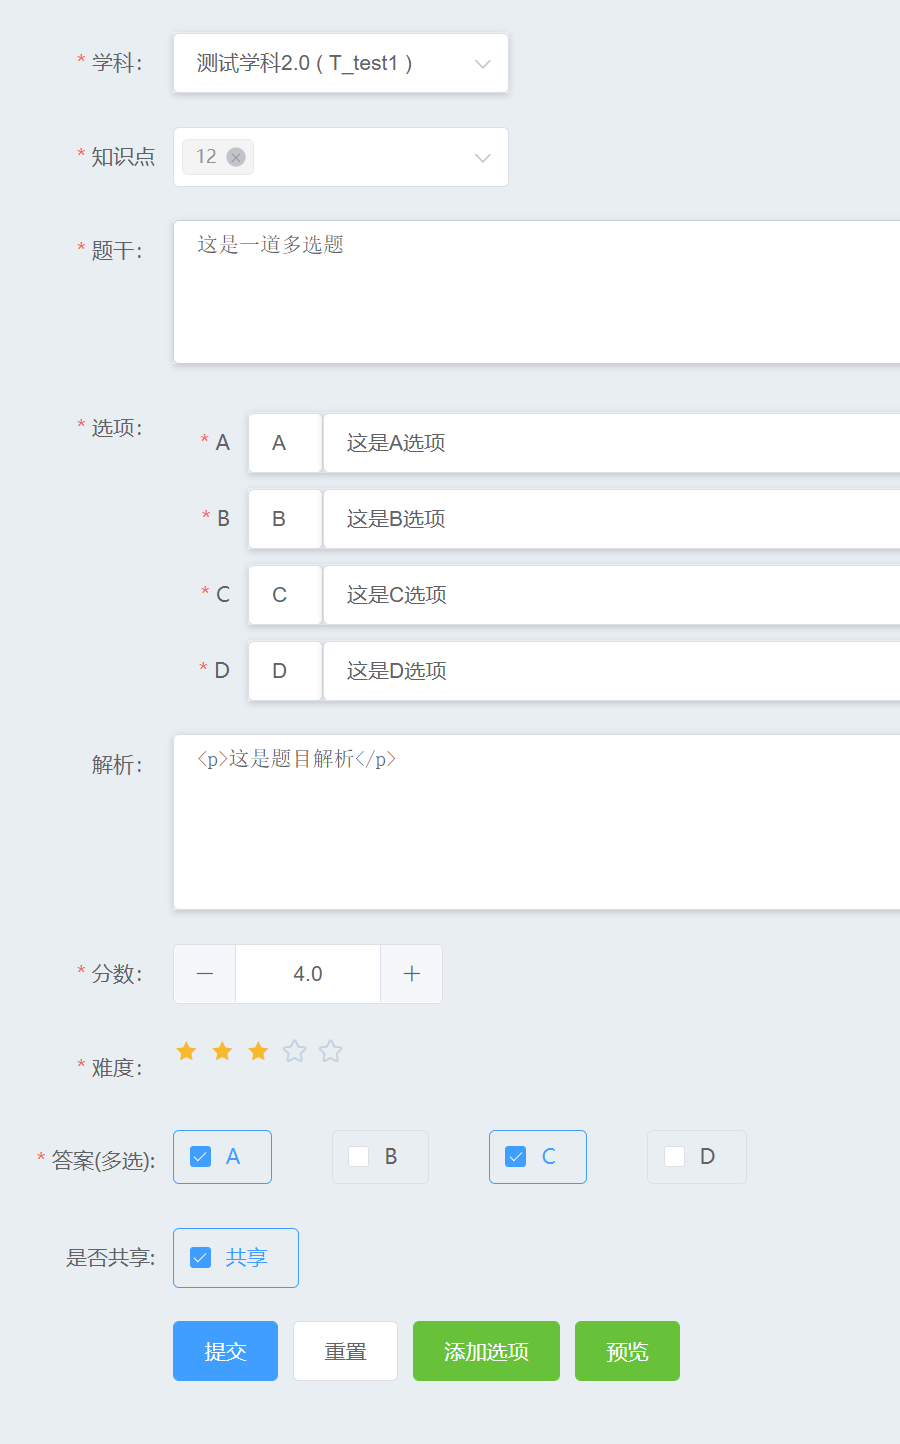 * 学科：
测试学科2.0 ( T_test1 )
* 知识点
12
* 题干：
这是一道多选题
* 选项：
* A A 这是A选项
* B B 这是B选项
* C C 这是C选项
* D D 这是D选项
解析：
<p>这是题目解析</p>
* 分数：
4.0
* 难度：
* 答案(多选): A B C D
是否共享: 共享
提交 重置 添加选项 预览